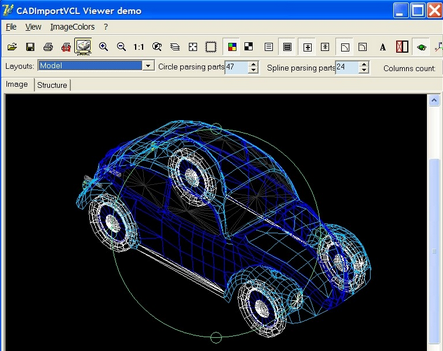 CADImportVCL Viewer demo
File View ImageColors ?
1:1 A
Layouts: Model Circle parsing parts 47 Spline parsing parts 24 Columns count:
Image Structure